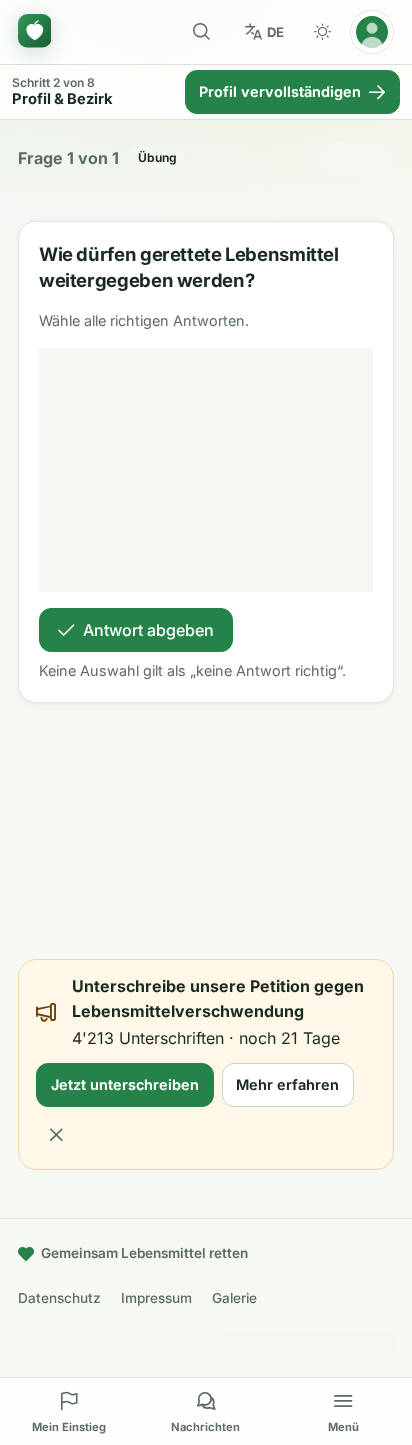 DE
Schritt 2 von 8
Profil & Bezirk
Profil vervollständigen
Frage 1 von 1
Übung
Wie dürfen gerettete Lebensmittel
weitergegeben werden?
Wähle alle richtigen Antworten.
Antwort abgeben
Keine Auswahl gilt als „keine Antwort richtig“.
Unterschreibe unsere Petition gegen
Lebensmittelverschwendung
4'213 Unterschriften · noch 21 Tage
Jetzt unterschreiben
Mehr erfahren
Gemeinsam Lebensmittel retten
Datenschutz
Impressum
Galerie
Mein Einstieg
Nachrichten
Menü